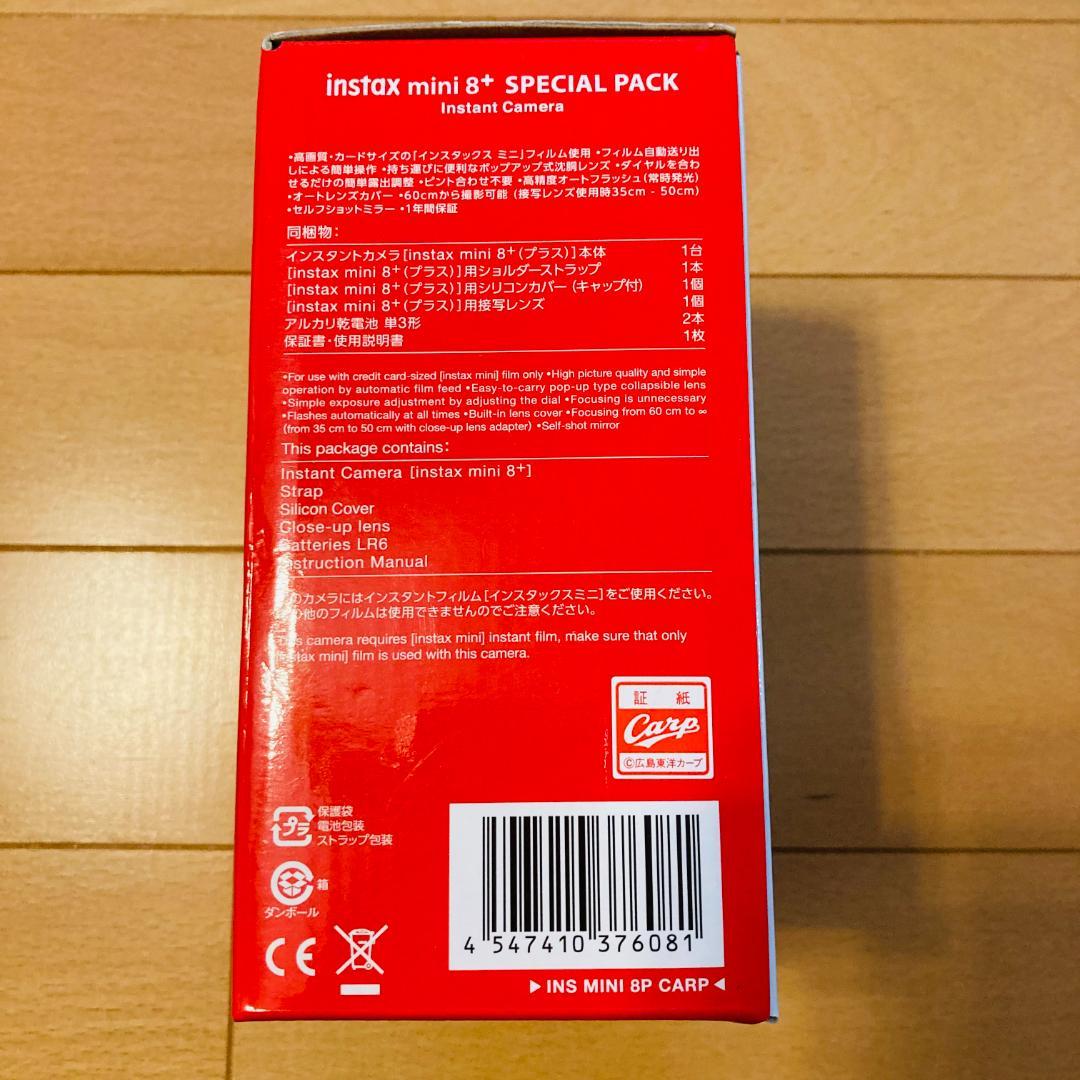 instax mini 8+ SPECIAL PACK
Instant Camera
•高画質・カードサイズの「インスタックス ミニ」フィルム使用 •フィルム自動送り出
しによる簡単操作 •持ち運びに便利なポップアップ式沈胴レンズ •ダイヤルを合わ
せるだけの簡単露出調整 •ピント合わせ不要 •高精度オートフラッシュ(常時発光)
•オートレンズカバー •60cmから撮影可能 (接写レンズ使用時35cm - 50cm)
•セルフショットミラー •1年間保証
同梱物:
インスタントカメラ[instax mini 8+(プラス)]本体 1台
[instax mini 8+(プラス)]用ショルダーストラップ 1本
[instax mini 8+(プラス)]用シリコンカバー (キャップ付) 1個
[instax mini 8+(プラス)]用接写レンズ 1個
アルカリ乾電池 単3形 2本
保証書・使用説明書 1枚
•For use with credit card-sized [instax mini] film only •High picture quality and simple
operation by automatic film feed •Easy-to-carry pop-up type collapsible lens
•Simple exposure adjustment by adjusting the dial •Focusing is unnecessary
•Flashes automatically at all times •Built-in lens cover •Focusing from 60 cm to ∞
(from 35 cm to 50 cm with close-up lens adapter) •Self-shot mirror
This package contains:
Instant Camera [instax mini 8+]
Strap
Silicon Cover
Close-up lens
Batteries LR6
Instruction Manual
このカメラにはインスタントフィルム[インスタックスミニ]をご使用ください。
その他のフィルムは使用できませんのでご注意ください。
This camera requires [instax mini] instant film, make sure that only
[instax mini] film is used with this camera.
証 紙
Carp
©広島東洋カープ
プラ
保護袋
電池包装
ストラップ包装
箱
ダンボール
CE
4 547410 376081
▶ INS MINI 8P CARP ◀